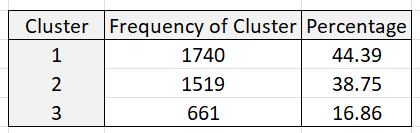 Cluster Frequency of Cluster Percentage
1 1740 44.39
2 1519 38.75
3 661 16.86